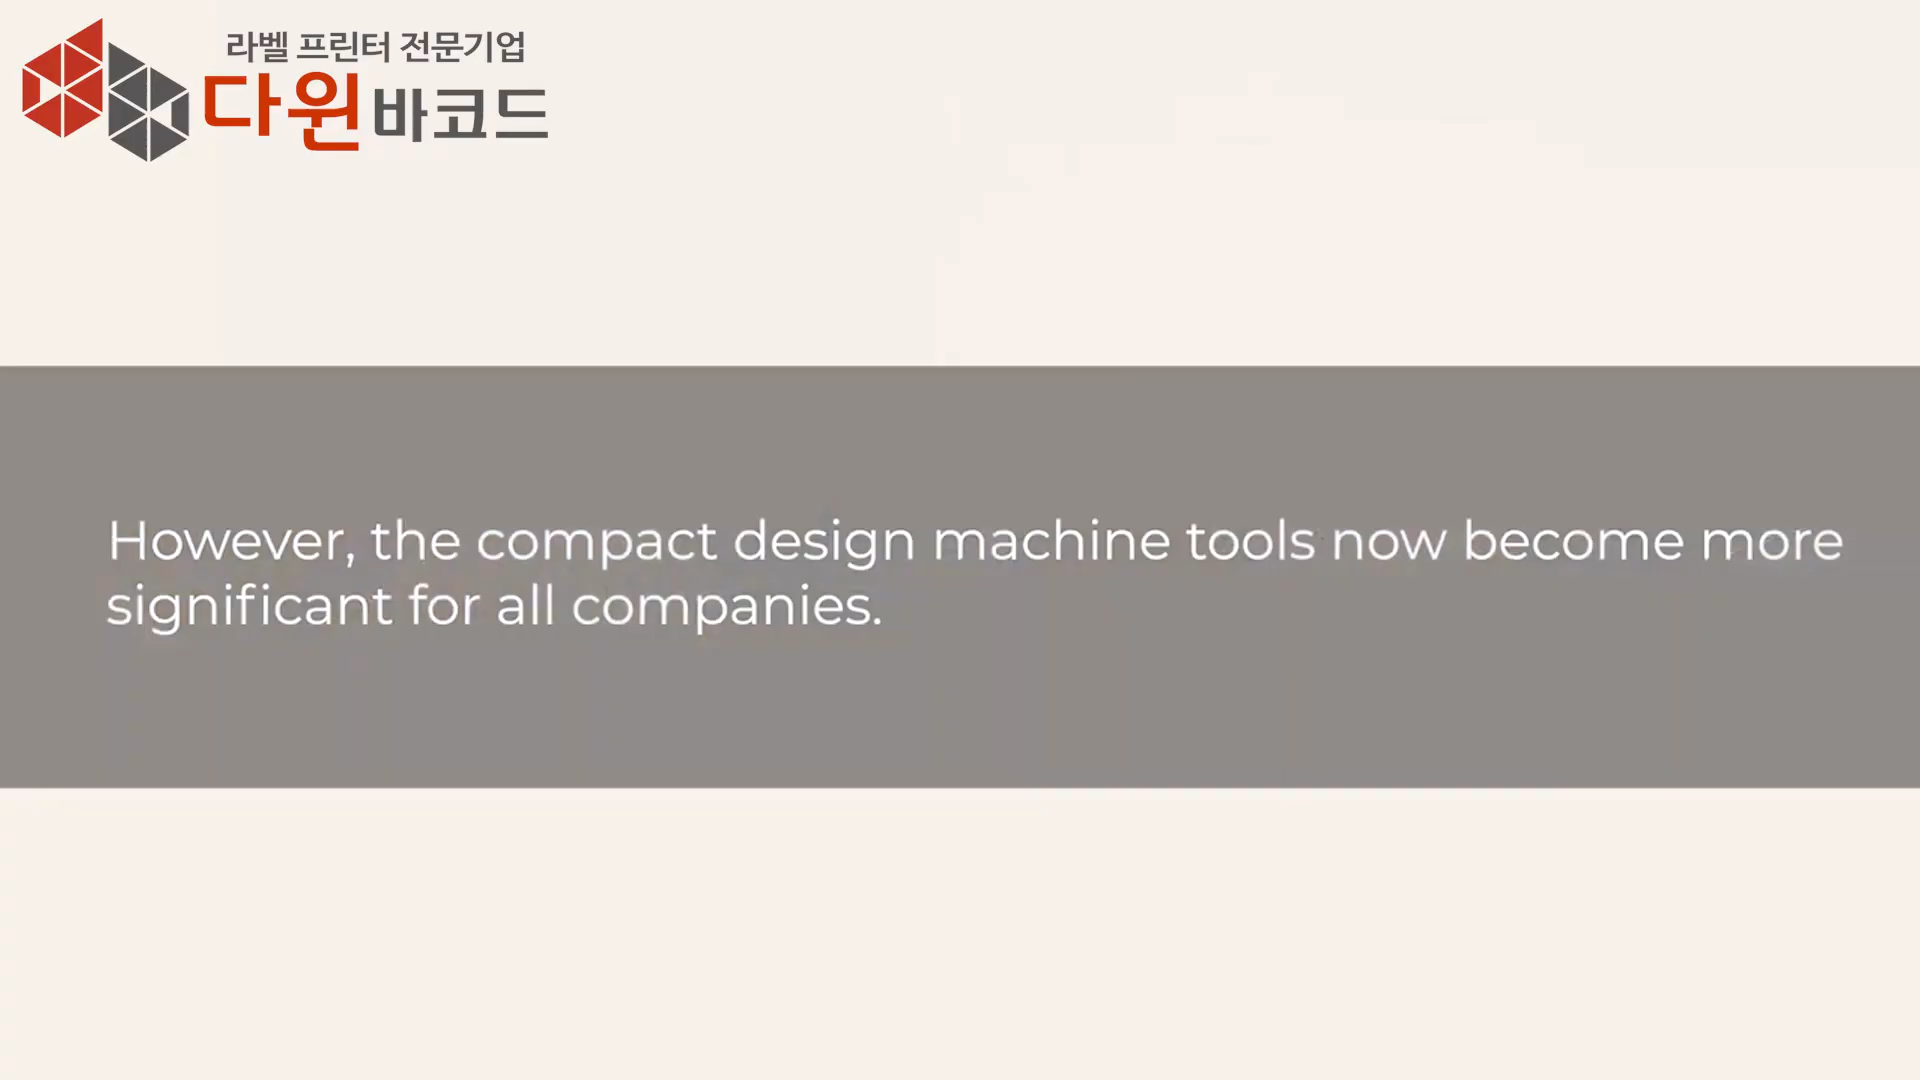 라벨 프린터 전문기업
다윈바코드
However, the compact design machine tools now become more
significant for all companies.